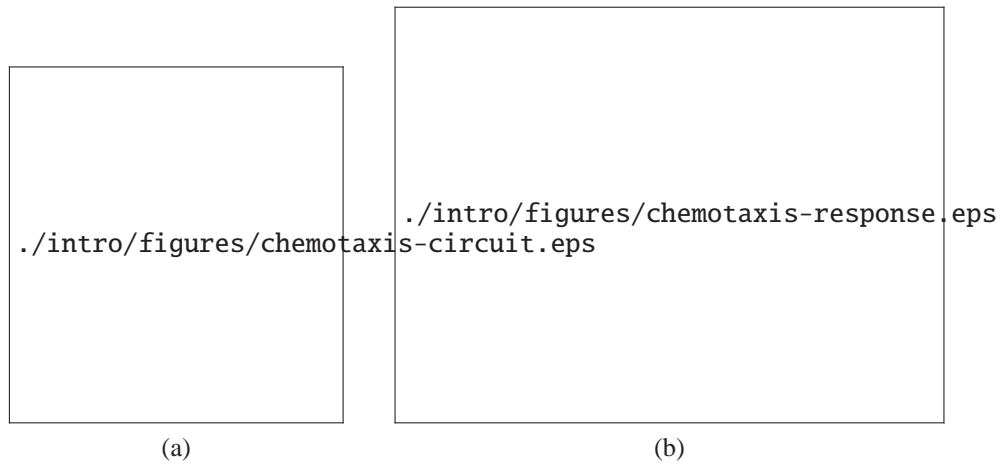 ./intro/figures/chemotaxis-response.eps
./intro/figures/chemotaxis-circuit.eps
(a)
(b)